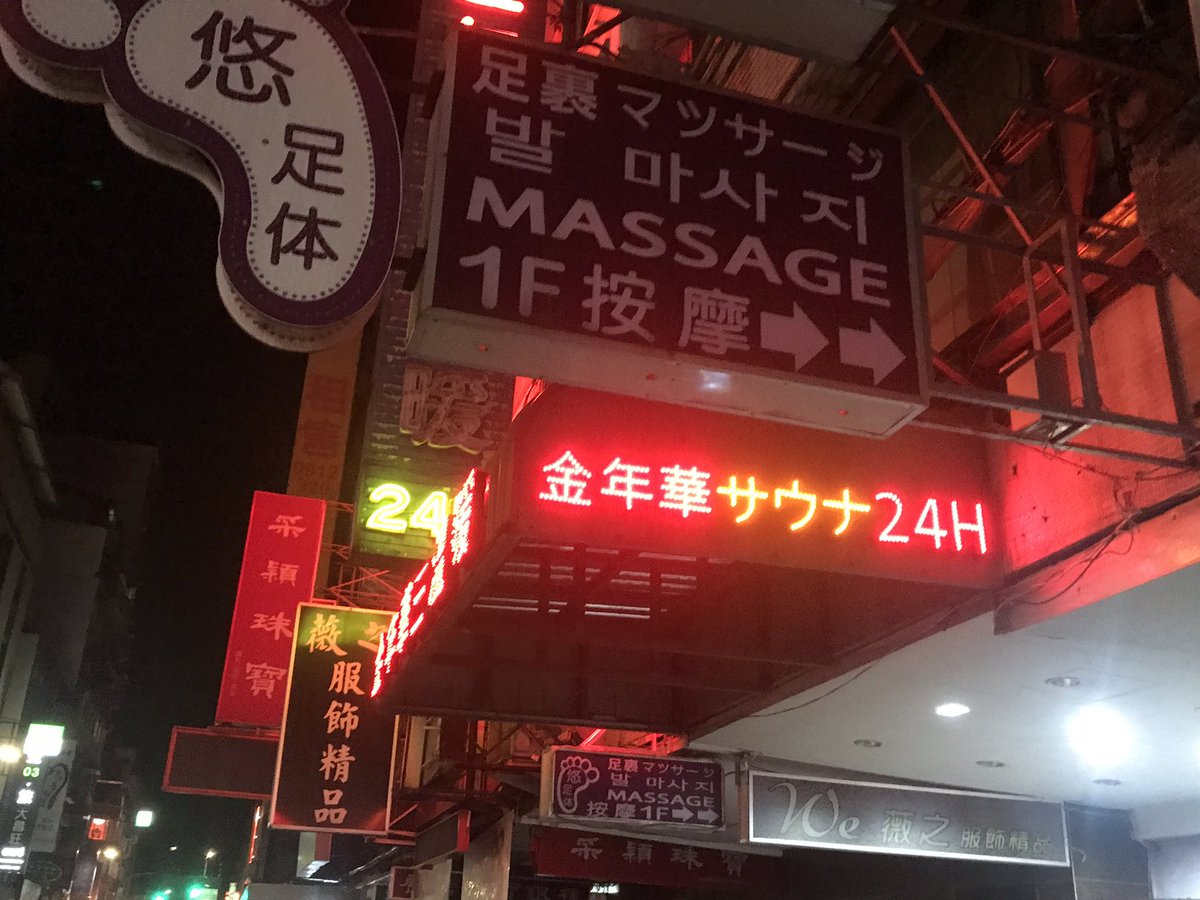 悠
足
体
足裏マッサージ
발 마사지
MASSAGE
1F按摩
金年華サウナ24H
24
采穎珠寶
薇之
服飾精品
03
悠足体
足裏マッサージ
발 마사지
MASSAGE
按摩1F
We 薇之服飾精品
采穎珠寶